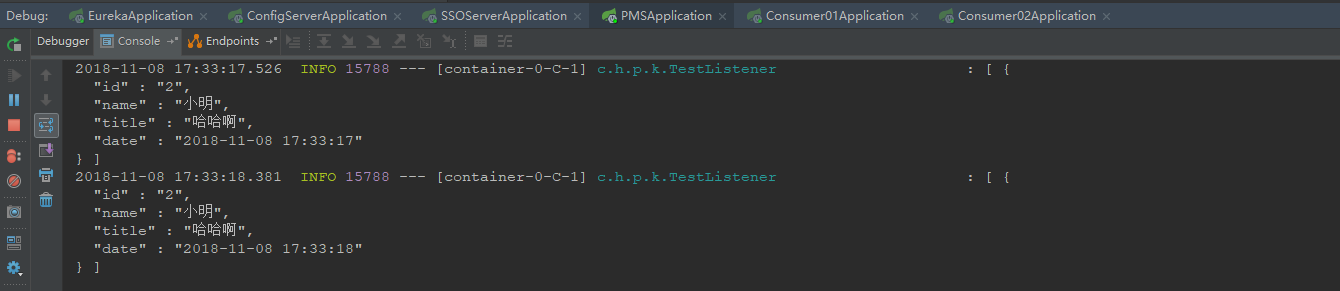 Debug: EurekaApplication ConfigServerApplication SSOServerApplication PMSApplication Consumer01Application Consumer02Application
Debugger Console Endpoints
2018-11-08 17:33:17.526  INFO 15788 --- [container-0-C-1] c.h.p.k.TestListener                     : [ {
  "id" : "2",
  "name" : "小明",
  "title" : "哈哈啊",
  "date" : "2018-11-08 17:33:17"
} ]
2018-11-08 17:33:18.381  INFO 15788 --- [container-0-C-1] c.h.p.k.TestListener                     : [ {
  "id" : "2",
  "name" : "小明",
  "title" : "哈哈啊",
  "date" : "2018-11-08 17:33:18"
} ]